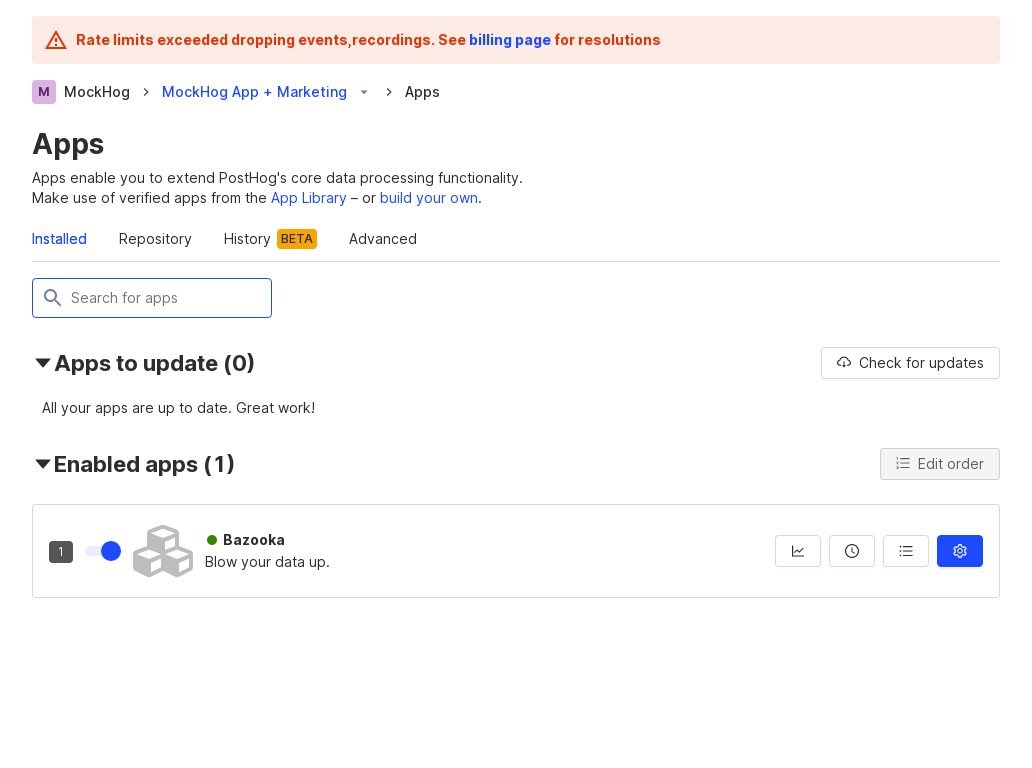 Rate limits exceeded dropping events,recordings. See billing page for resolutions
M MockHog MockHog App + Marketing Apps
Apps
Apps enable you to extend PostHog's core data processing functionality.
Make use of verified apps from the App Library – or build your own.
Installed Repository History BETA Advanced
Search for apps
Apps to update (0) Check for updates
All your apps are up to date. Great work!
Enabled apps (1) Edit order
1 Bazooka
Blow your data up.